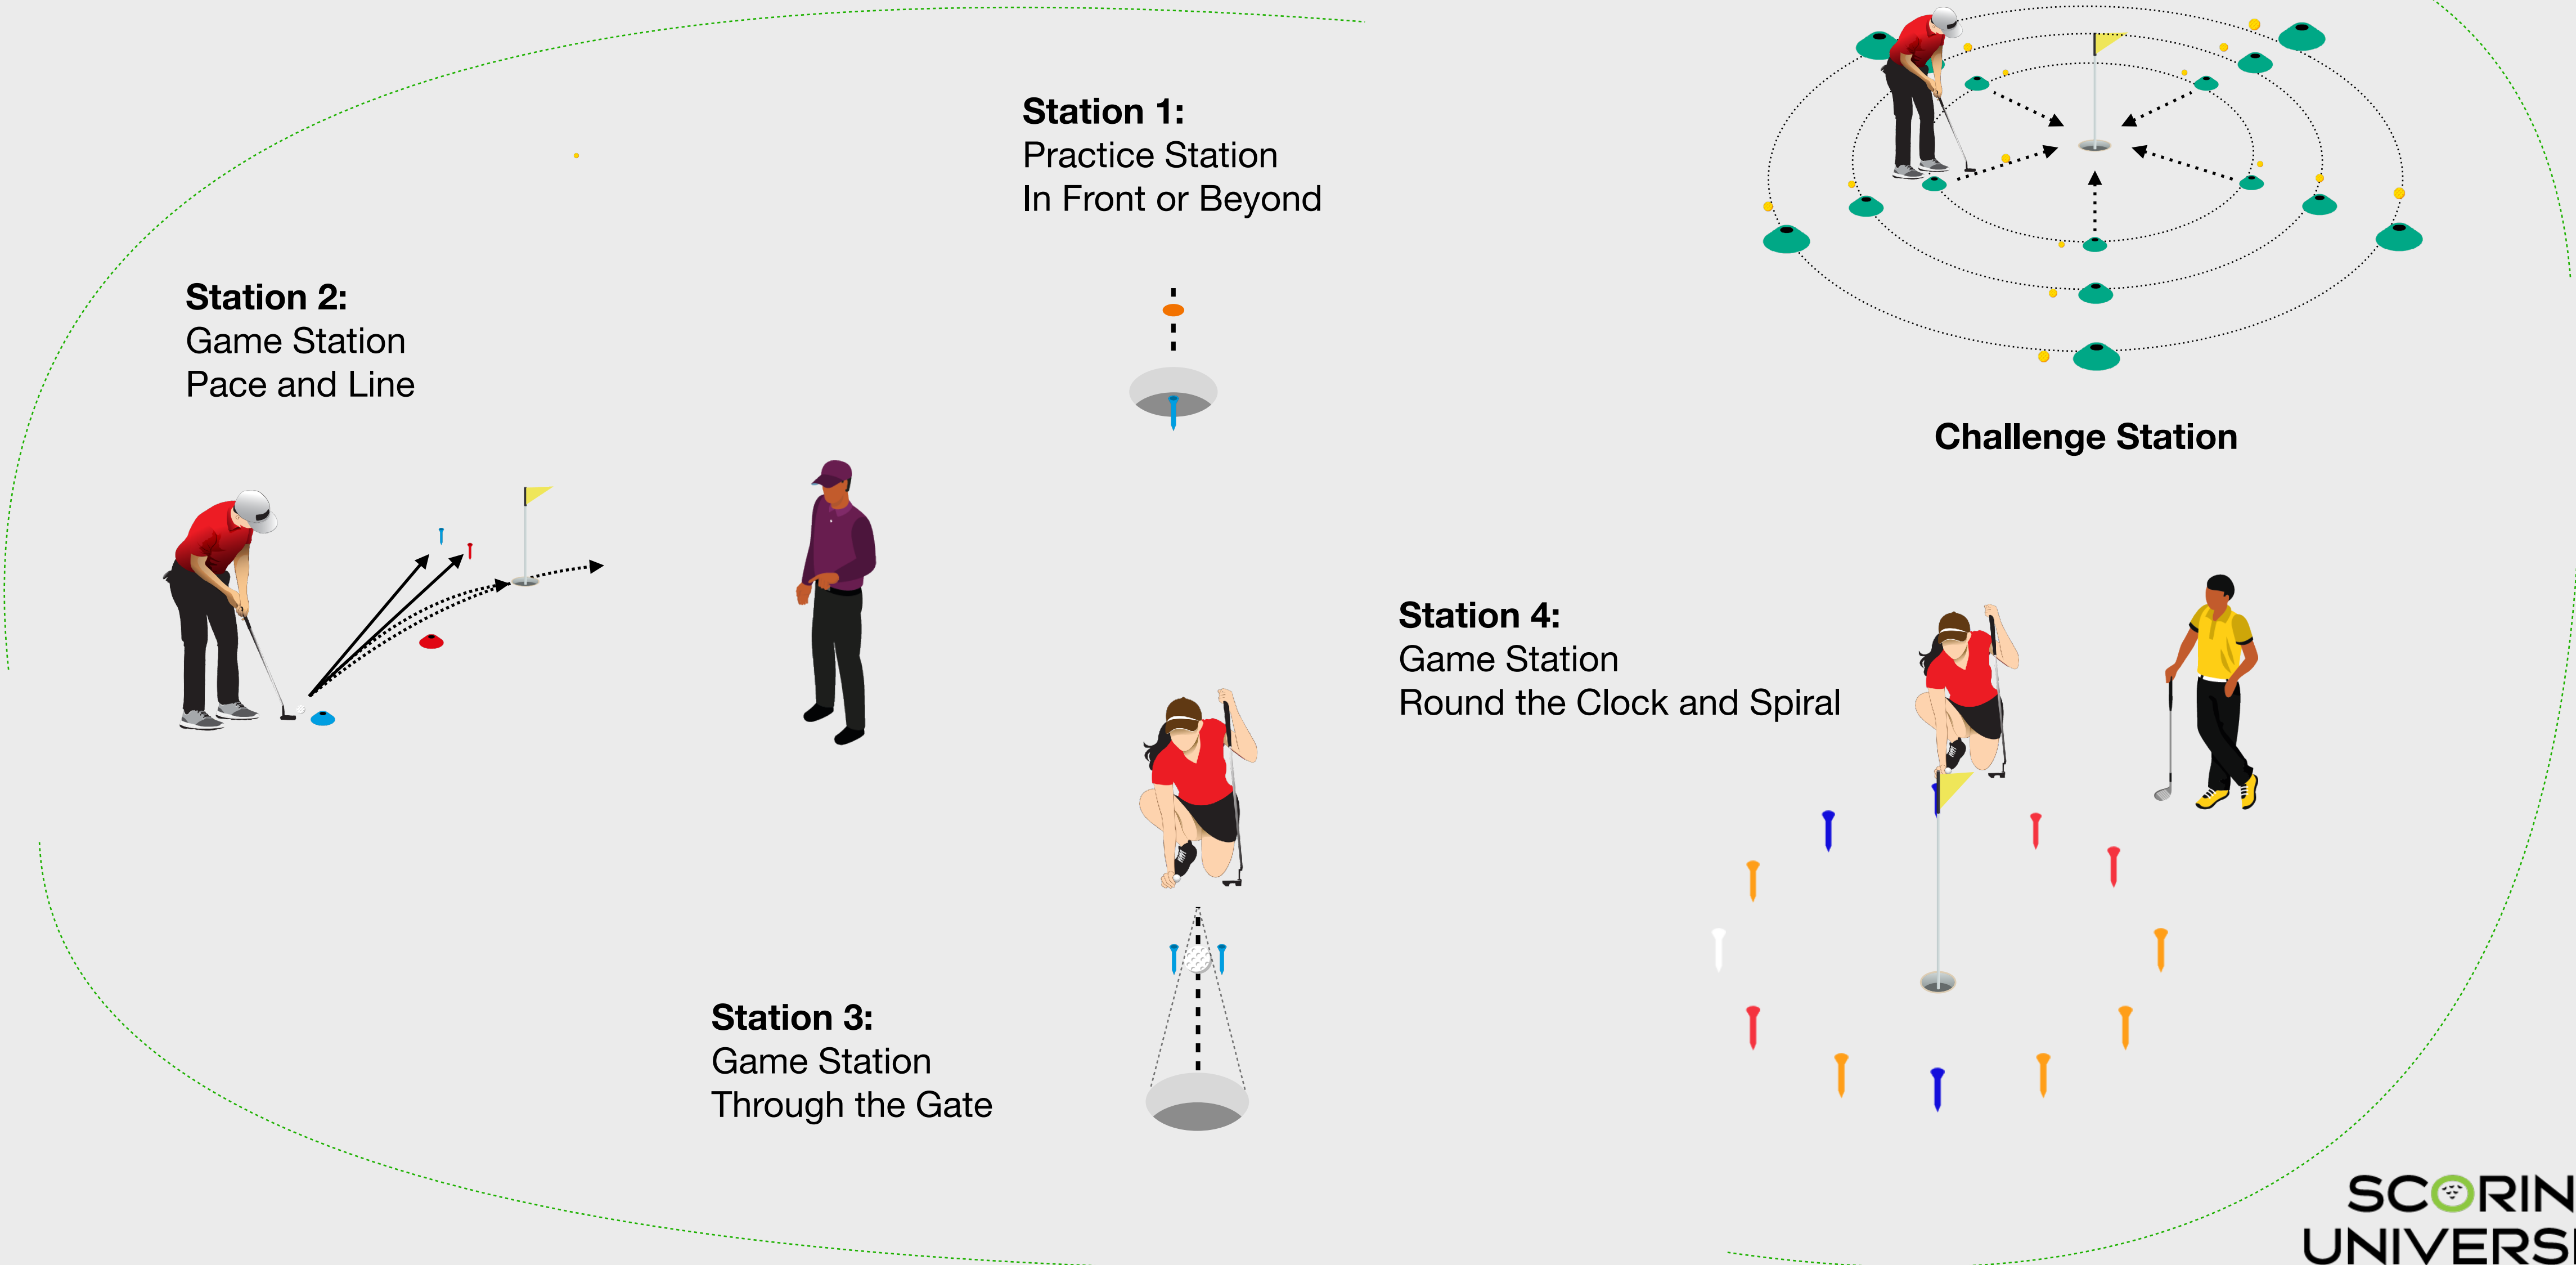 Station 1:
Practice Station
In Front or Beyond
Station 2:
Game Station
Pace and Line
Challenge Station
Station 4:
Game Station
Round the Clock and Spiral
Station 3:
Game Station
Through the Gate
SCORIN
UNIVERSI